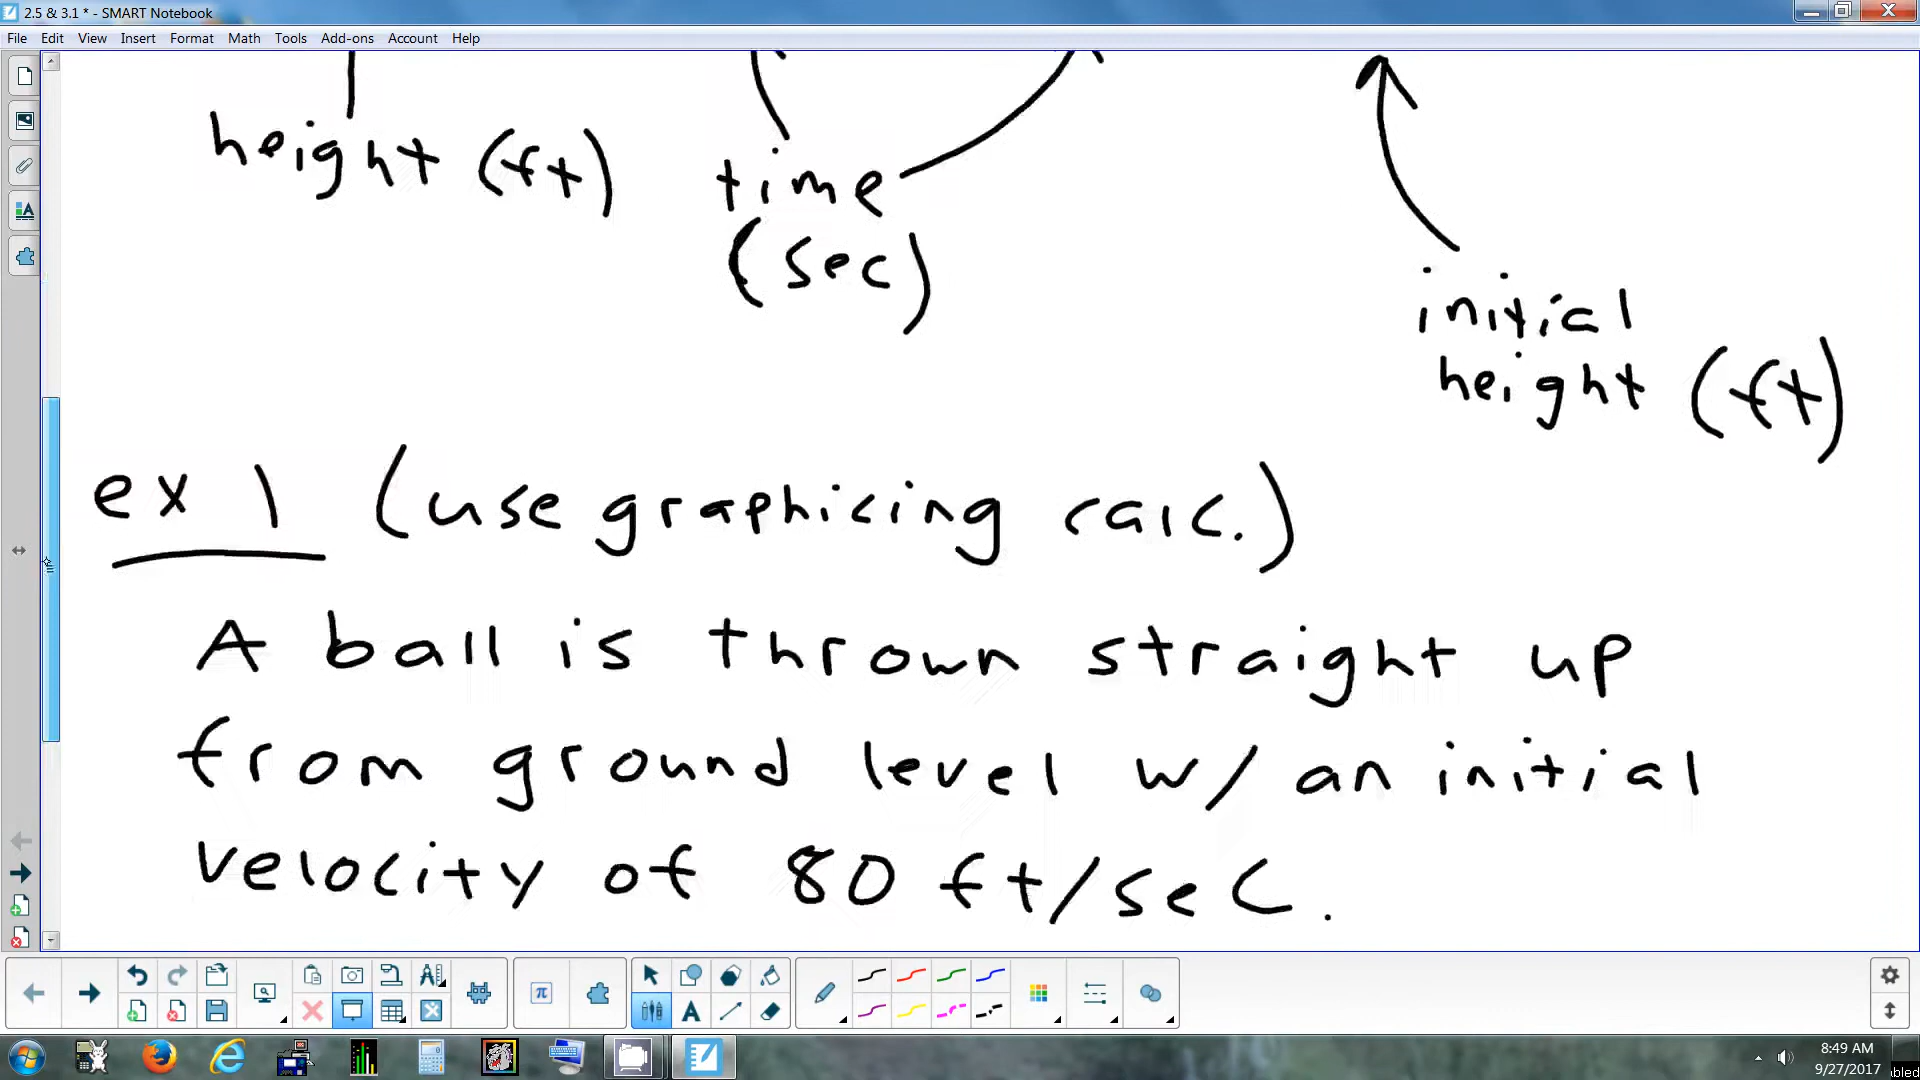 2.5 & 3.1 * - SMART Notebook
File Edit View Insert Format Math Tools Add-ons Account Help
height (ft)
time
(sec)
initial
height (ft)
ex 1 (use graphicing calc.)
A ball is thrown straight up
from ground level w/ an initial
velocity of 80 ft/sec.
π
A
8:49 AM
9/27/2017
bled